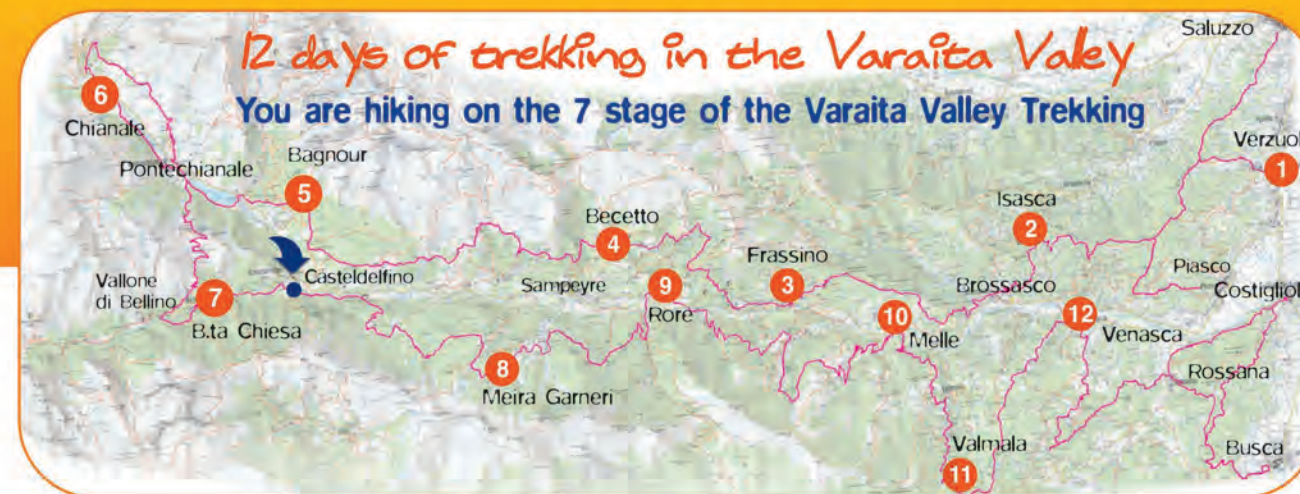 12 days of trekking in the Varaita Valley
You are hiking on the 7 stage of the Varaita Valley Trekking
Saluzzo
6
Chianale
Verzuol
1
Pontechianale
Bagnour
5
Isasca
2
Becetto
4
Casteldelfino
Vallone
di Bellino
7
B.ta Chiesa
Sampeyre
9
Rore
Frassino
3
Brossasco
Piasco
Costigliol
10
Melle
12
Venasca
8
Meira Garneri
Rossana
Valmala
11
Busca